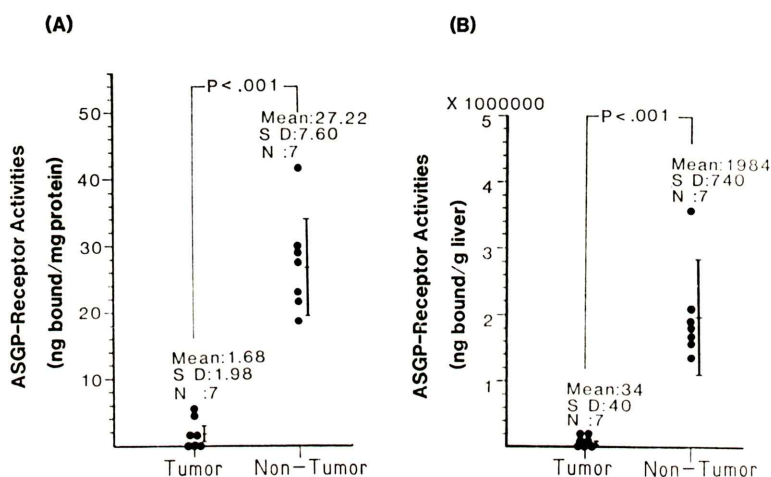 (A)
ASGP-Receptor Activities
(ng bound/mg protein)
50
40
30
20
10
P < .001
Mean:27.22
S D:7.60
N :7
Mean:1.68
S D:1.98
N :7
Tumor
Non-Tumor
(B)
ASGP-Receptor Activities
(ng bound/g liver)
X 1000000
5
4
3
2
1
P < .001
Mean:1984
S D:740
N :7
Mean:34
S D:40
N :7
Tumor
Non-Tumor